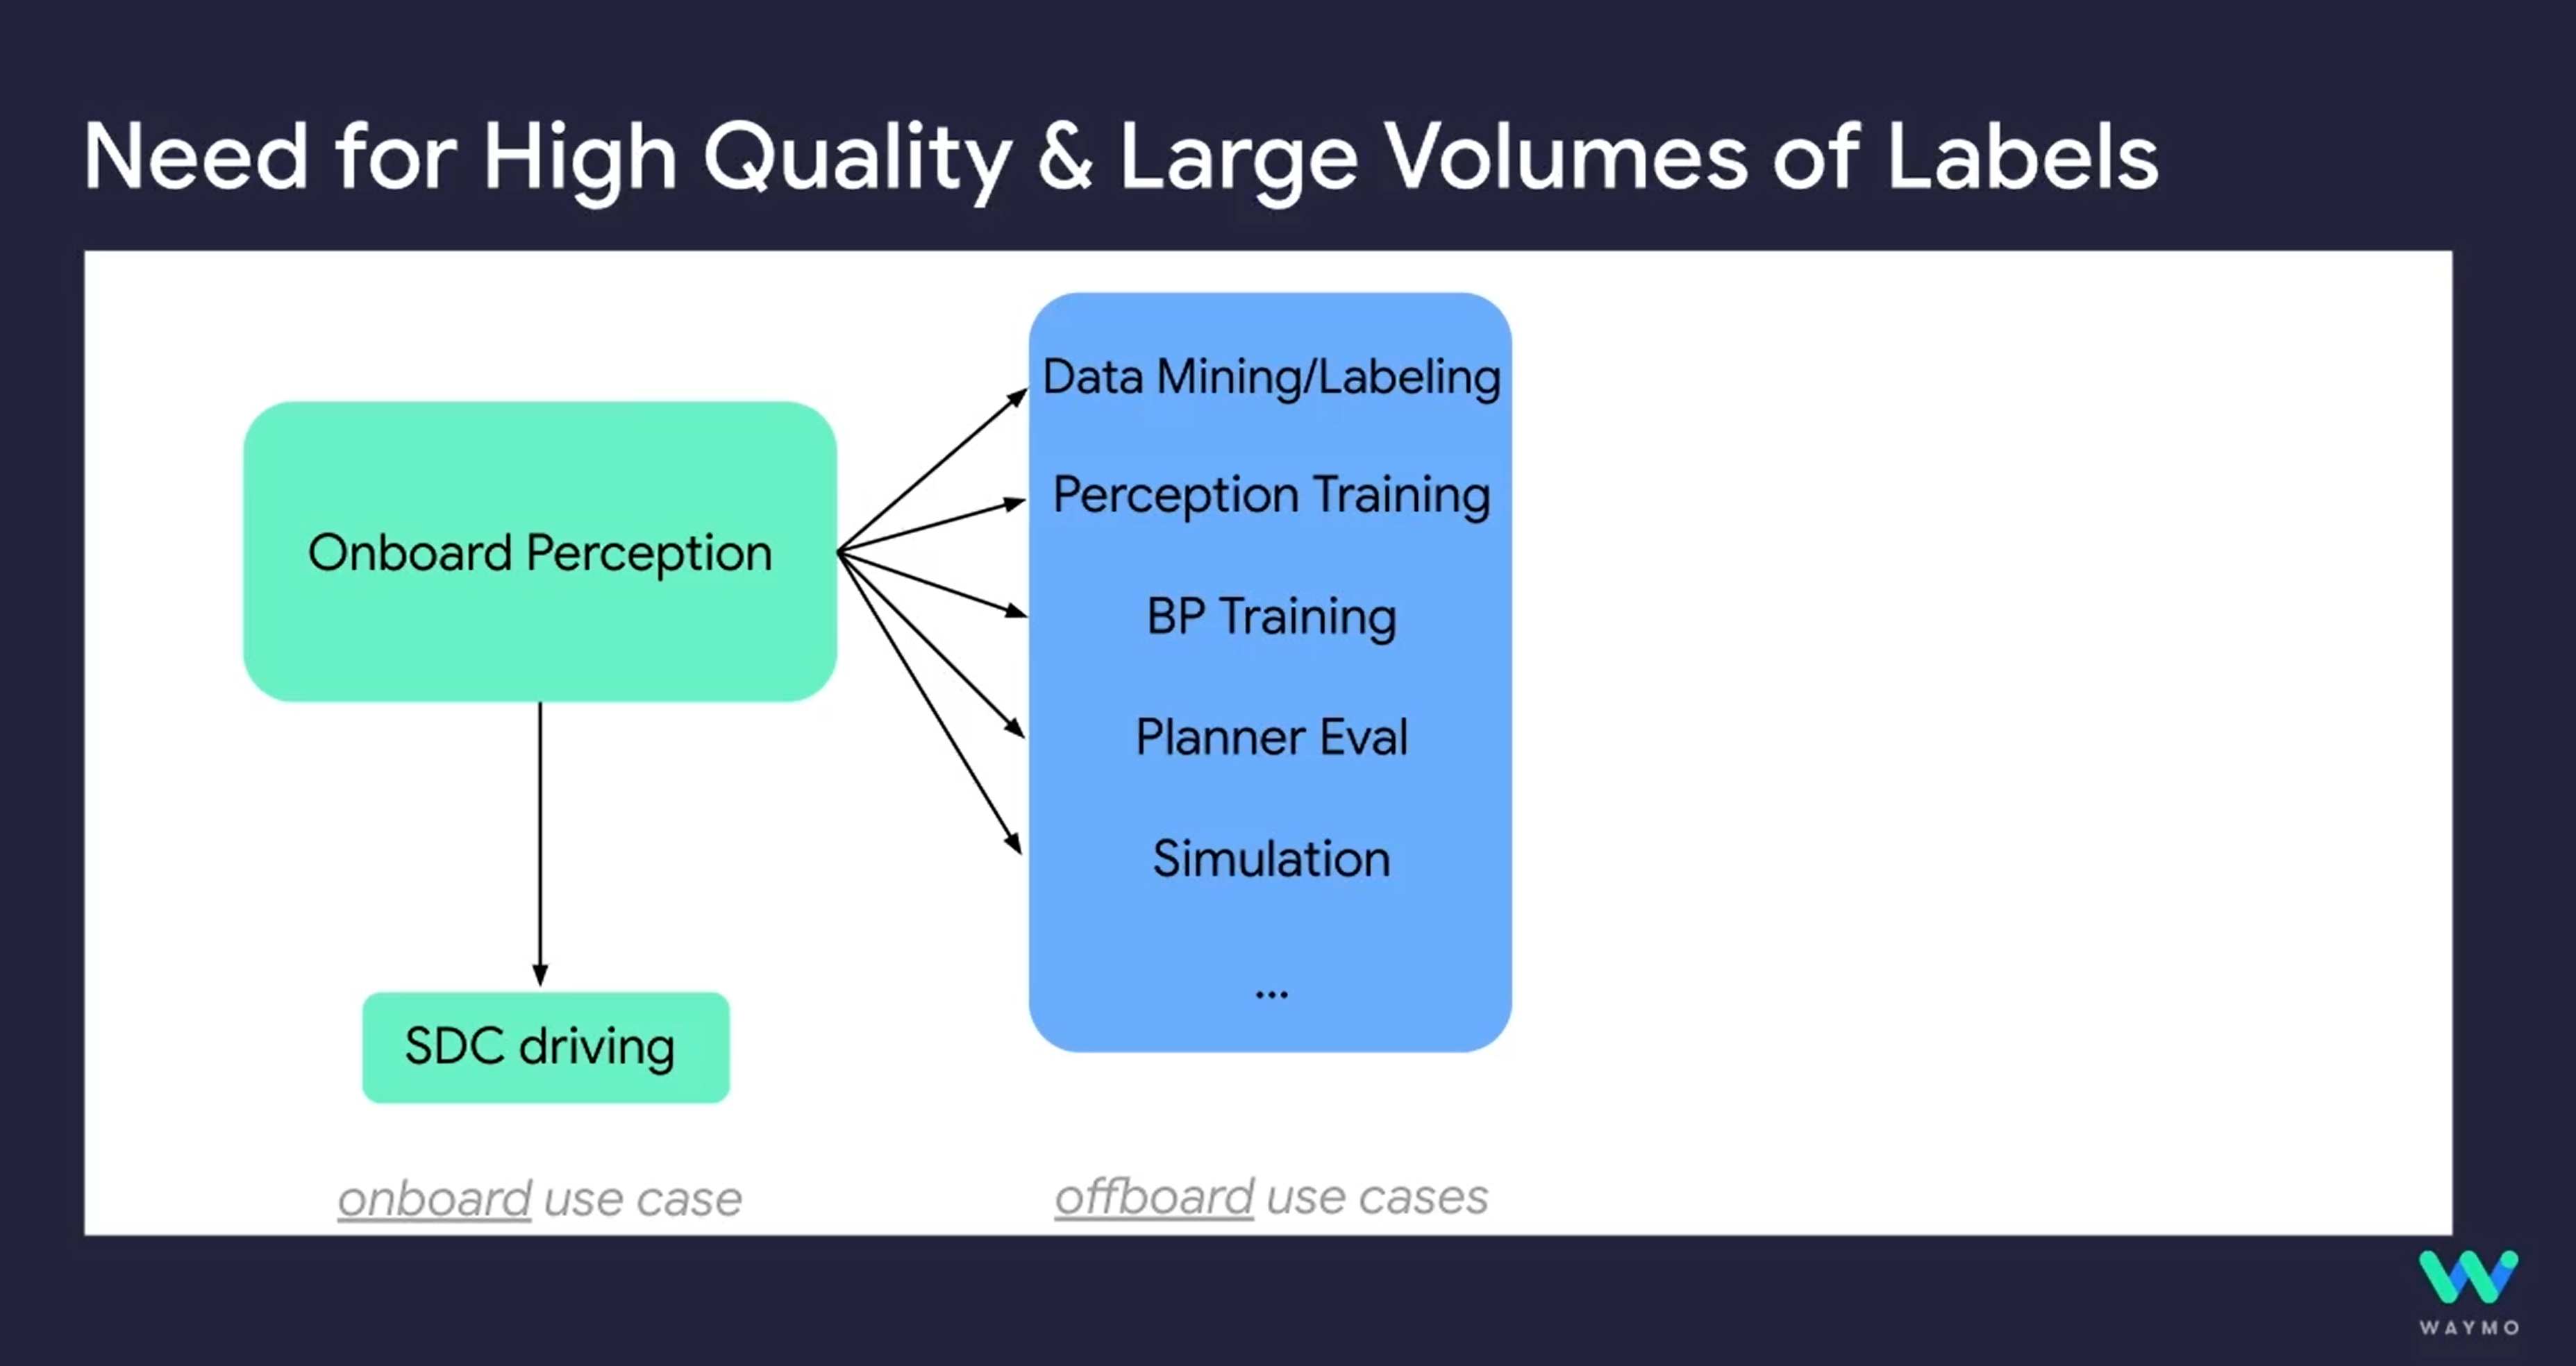 Need for High Quality & Large Volumes of Labels
Onboard Perception
SDC driving
onboard use case
Data Mining/Labeling
Perception Training
BP Training
Planner Eval
Simulation
...
offboard use cases
WAYMO